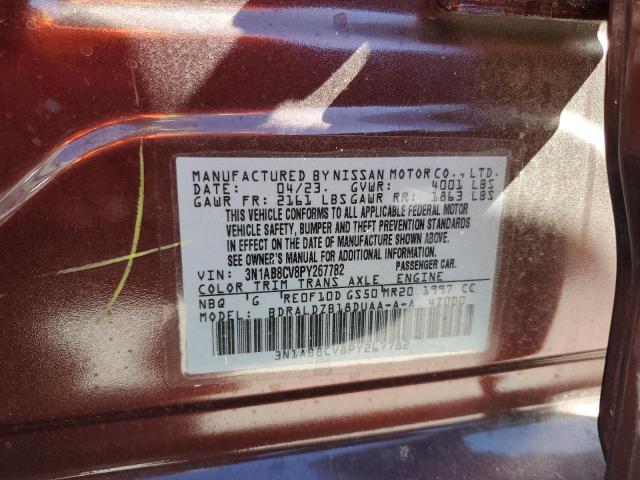 MANUFACTURED BY NISSAN MOTOR CO., LTD.
DATE: 04/23. GVWR: 4001 LBS
GAWR FR: 2161 LBS GAWR RR: 1863 LBS
THIS VEHICLE CONFORMS TO ALL APPLICABLE FEDERAL MOTOR
VEHICLE SAFETY, BUMPER AND THEFT PREVENTION STANDARDS
IN EFFECT ON THE DATE OF MANUFACTURE SHOWN ABOVE.
SEE OWNER'S MANUAL FOR ADDITIONAL INFORMATION.
VIN: 3N1AB8CV8PY267782 PASSENGER CAR.
COLOR TRIM TRANS AXLE ENGINE
NBQ 'G 'RE0F10D GS50'MR20 1997 CC
BDRALDZB18DUAA-A-A 4Z000
3N1AB8CV8PY267782